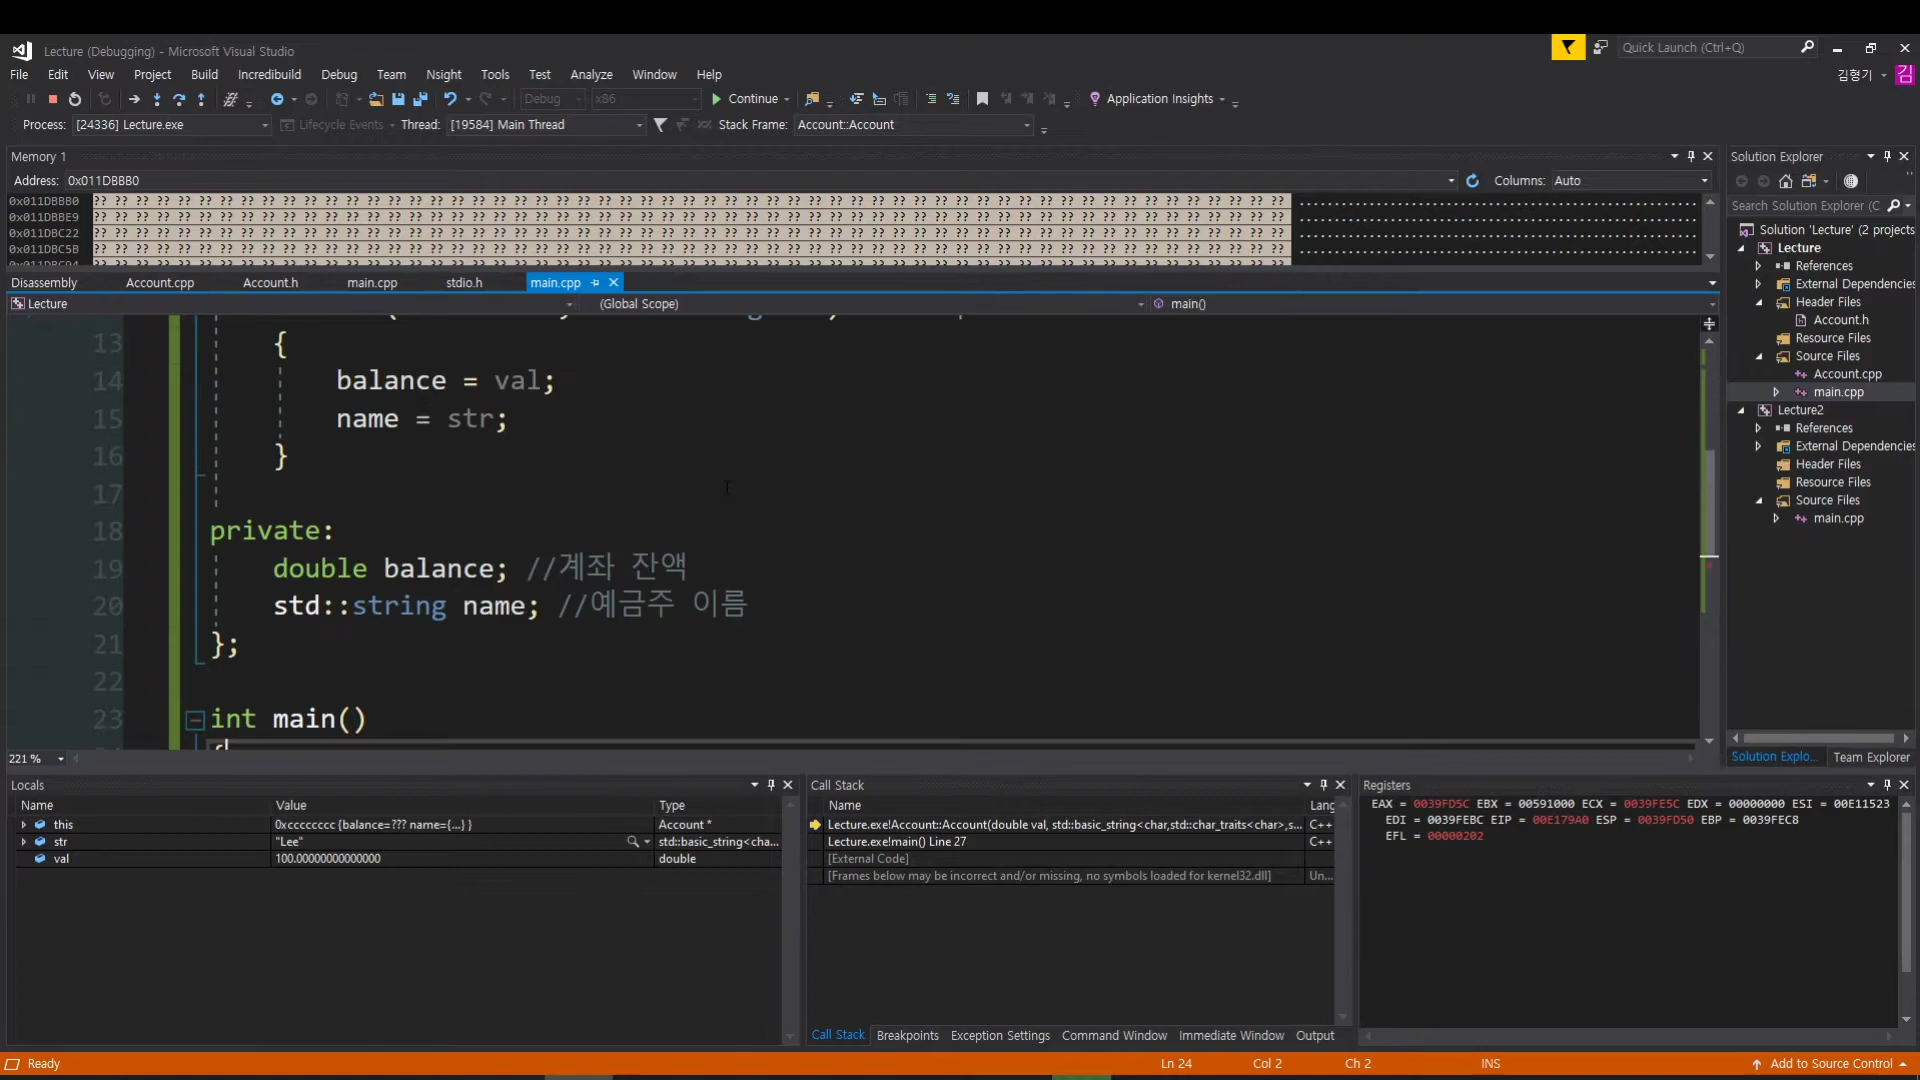 Lecture (Debugging) - Microsoft Visual Studio
Quick Launch (Ctrl+Q)
File Edit View Project Build Incredibuild Debug Team Nsight Tools Test Analyze Window Help
김형기 김
Debug x86 Continue Application Insights
Process: [24336] Lecture.exe Lifecycle Events Thread: [19584] Main Thread Stack Frame: Account::Account
Memory 1
Address: 0x011DBBB0 Columns: Auto
0x011DBBB0
0x011DBBE9
0x011DBC22
0x011DBC5B
0x011DBC94
Disassembly Account.cpp Account.h main.cpp stdio.h main.cpp
Lecture (Global Scope) main()
13 {
14 balance = val;
15 name = str;
16 }
17
18 private:
19 double balance; //계좌 잔액
20 std::string name; //예금주 이름
21 };
22
23 int main()
221 %
Solution Explorer
Search Solution Explorer (C
Solution 'Lecture' (2 projects
Lecture
References
External Dependencies
Header Files
Account.h
Resource Files
Source Files
Account.cpp
main.cpp
Lecture2
References
External Dependencies
Header Files
Resource Files
Source Files
main.cpp
Solution Explo... Team Explorer
Locals
Name Value Type
this 0xcccccccc {balance=??? name={...} } Account *
str "Lee" std::basic_string<cha...
val 100.00000000000000 double
Call Stack
Name Lang
Lecture.exe!Account::Account(double val, std::basic_string<char,std::char_traits<char>,s... C++
Lecture.exe!main() Line 27 C++
[External Code]
[Frames below may be incorrect and/or missing, no symbols loaded for kernel32.dll] Un...
Call Stack Breakpoints Exception Settings Command Window Immediate Window Output
Registers
EAX = 0039FD5C EBX = 00591000 ECX = 0039FE5C EDX = 00000000 ESI = 00E11523
EDI = 0039FEBC EIP = 00E179A0 ESP = 0039FD50 EBP = 0039FEC8
EFL = 00000202
Ready Ln 24 Col 2 Ch 2 INS Add to Source Control